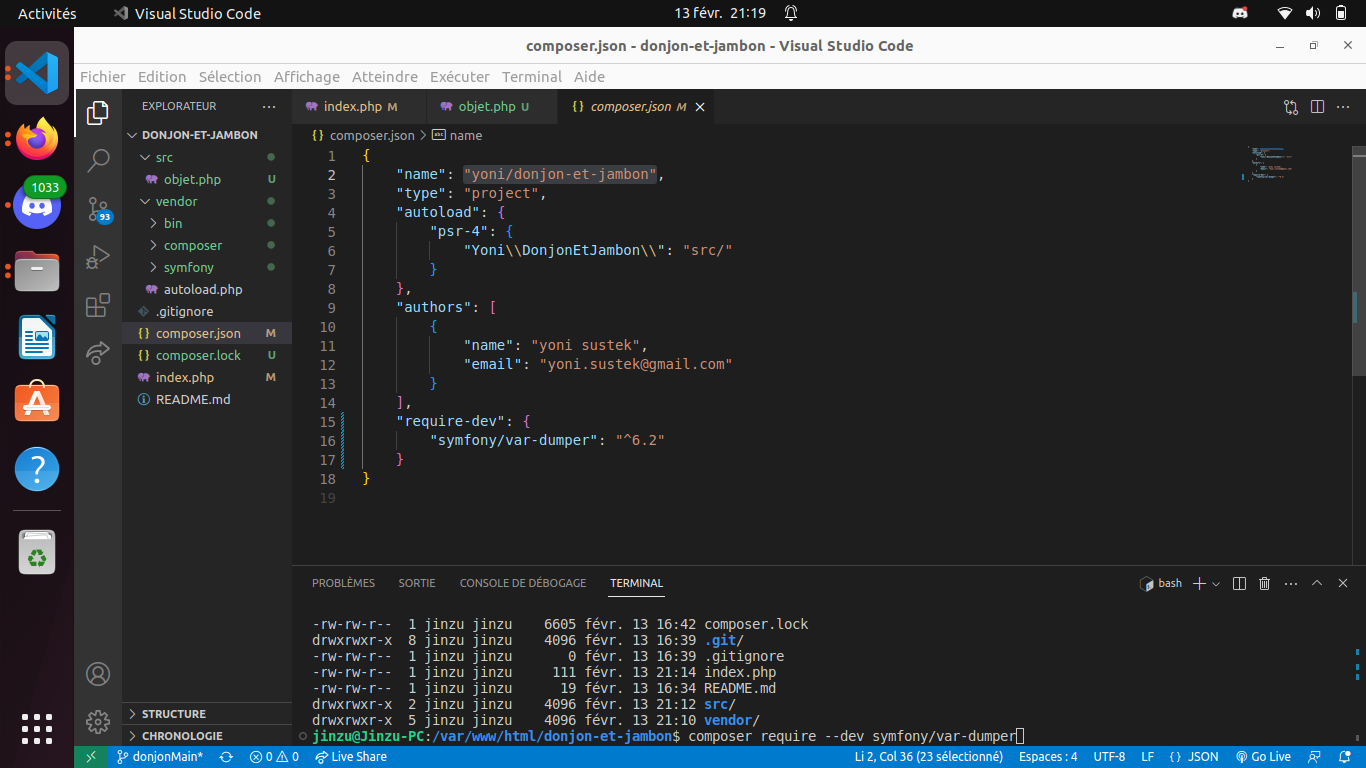 Activités Visual Studio Code 13 févr. 21:19
composer.json - donjon-et-jambon - Visual Studio Code
Fichier Edition Sélection Affichage Atteindre Exécuter Terminal Aide
EXPLORATEUR ··· index.php M objet.php U composer.json M
DONJON-ET-JAMBON
src
objet.php U
vendor
bin
composer
symfony
autoload.php
.gitignore
composer.json M
composer.lock U
index.php M
README.md
STRUCTURE
CHRONOLOGIE
1033
93
composer.json > name
1 {
2 "name": "yoni/donjon-et-jambon",
3 "type": "project",
4 "autoload": {
5 "psr-4": {
6 "Yoni\\DonjonEtJambon\\": "src/"
7 }
8 },
9 "authors": [
10 {
11 "name": "yoni sustek",
12 "email": "yoni.sustek@gmail.com"
13 }
14 ],
15 "require-dev": {
16 "symfony/var-dumper": "^6.2"
17 }
18 }
19
PROBLÈMES SORTIE CONSOLE DE DÉBOGAGE TERMINAL bash
-rw-rw-r-- 1 jinzu jinzu 6605 févr. 13 16:42 composer.lock
drwxrwxr-x 8 jinzu jinzu 4096 févr. 13 16:39 .git/
-rw-rw-r-- 1 jinzu jinzu 0 févr. 13 16:39 .gitignore
-rw-rw-r-- 1 jinzu jinzu 111 févr. 13 21:14 index.php
-rw-rw-r-- 1 jinzu jinzu 19 févr. 13 16:34 README.md
drwxrwxr-x 2 jinzu jinzu 4096 févr. 13 21:12 src/
drwxrwxr-x 5 jinzu jinzu 4096 févr. 13 21:10 vendor/
jinzu@Jinzu-PC:/var/www/html/donjon-et-jambon$ composer require --dev symfony/var-dumper
donjonMain* 0 0 Live Share Li 2, Col 36 (23 sélectionné) Espaces : 4 UTF-8 LF { } JSON Go Live